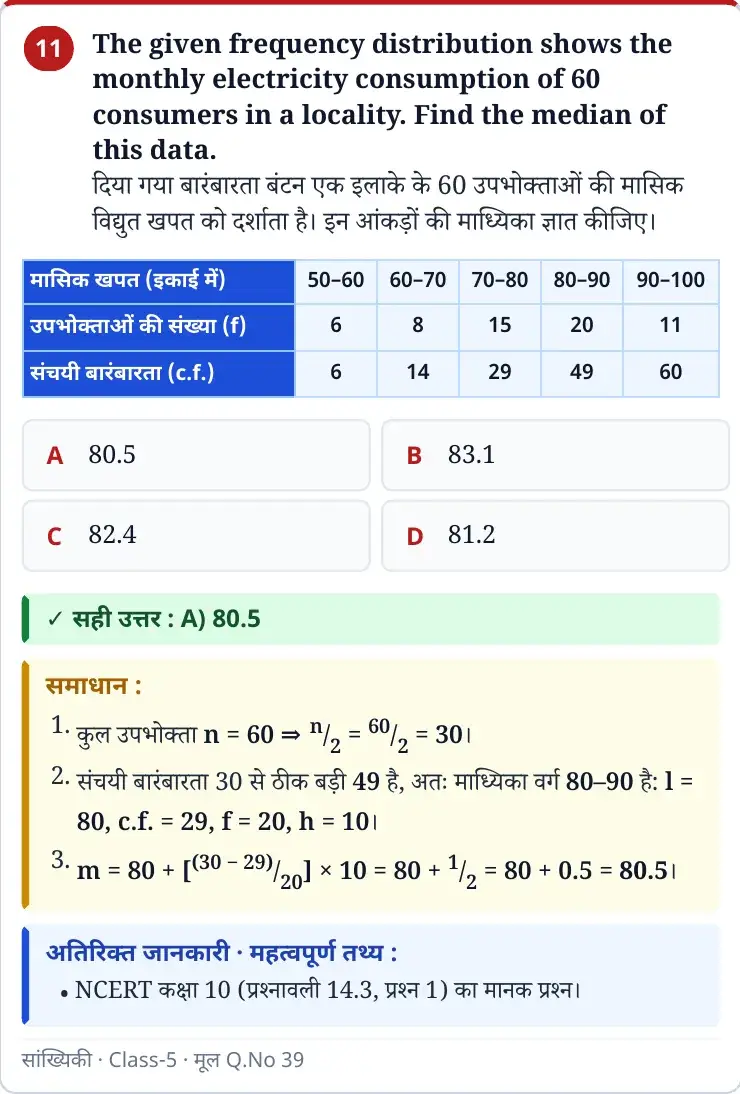 11
The given frequency distribution shows the
monthly electricity consumption of 60
consumers in a locality. Find the median of
this data.
दिया गया बारंबारता बंटन एक इलाके के 60 उपभोक्ताओं की मासिक
विद्युत खपत को दर्शाता है। इन आंकड़ों की माध्यिका ज्ञात कीजिए।
मासिक खपत (इकाई में) 50–60 60–70 70–80 80–90 90–100
उपभोक्ताओं की संख्या (f) 6 8 15 20 11
संचयी बारंबारता (c.f.) 6 14 29 49 60
A 80.5 B 83.1
C 82.4 D 81.2
✓ सही उत्तर : A) 80.5
समाधान :
1. कुल उपभोक्ता n = 60 ⇒ n/2 = 60/2 = 30।
2. संचयी बारंबारता 30 से ठीक बड़ी 49 है, अतः माध्यिका वर्ग 80–90 है: l =
80, c.f. = 29, f = 20, h = 10।
3. m = 80 + [(30 − 29)/20] × 10 = 80 + 1/2 = 80 + 0.5 = 80.5।
अतिरिक्त जानकारी · महत्वपूर्ण तथ्य :
• NCERT कक्षा 10 (प्रश्नावली 14.3, प्रश्न 1) का मानक प्रश्न।
सांख्यिकी · Class-5 · मूल Q.No 39